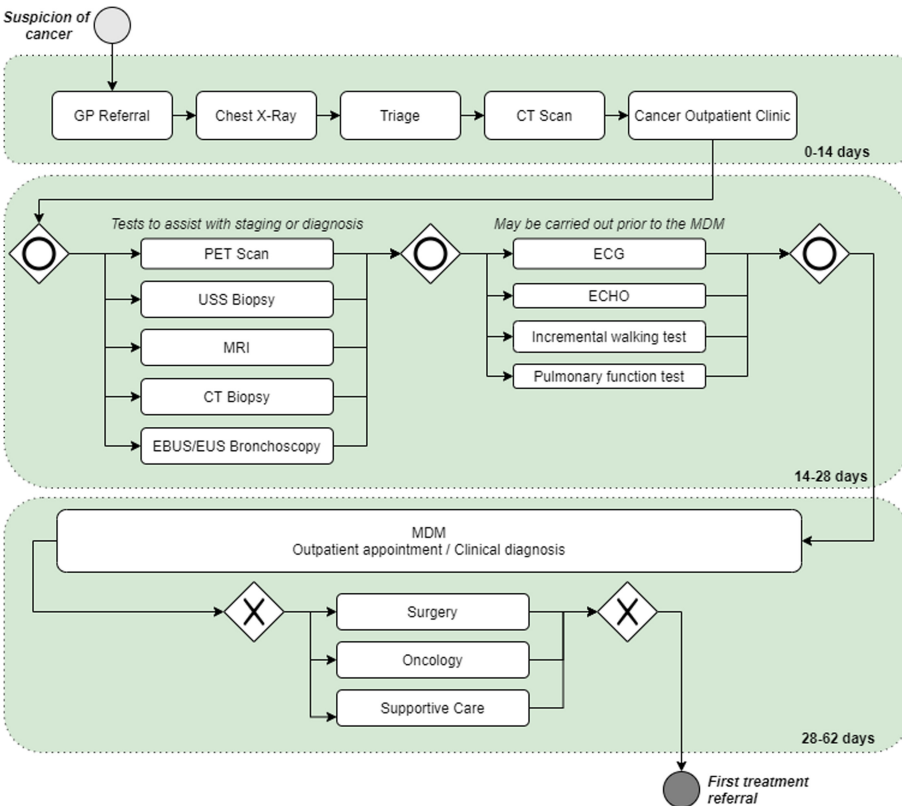 Suspicion of
cancer
GP Referral
Chest X-Ray
Triage
CT Scan
Cancer Outpatient Clinic
0-14 days
Tests to assist with staging or diagnosis
May be carried out prior to the MDM
PET Scan
USS Biopsy
MRI
CT Biopsy
EBUS/EUS Bronchoscopy
ECG
ECHO
Incremental walking test
Pulmonary function test
14-28 days
MDM
Outpatient appointment / Clinical diagnosis
X
X
Surgery
Oncology
Supportive Care
28-62 days
First treatment
referral